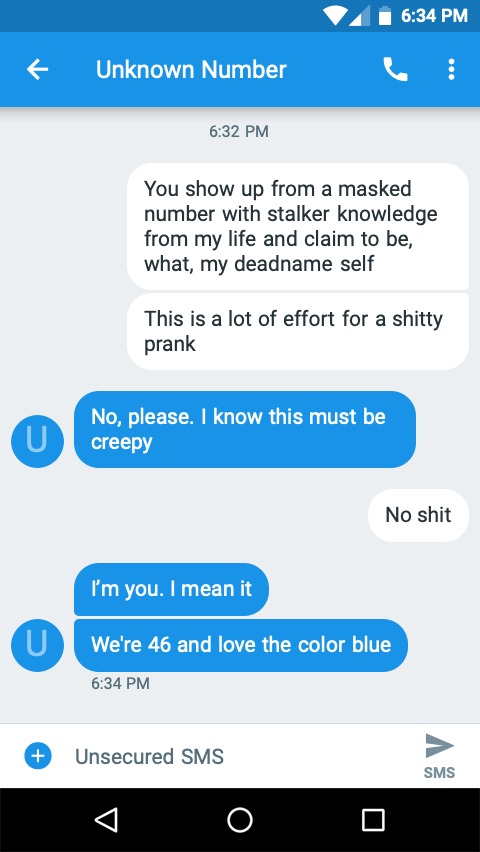 6:34 PM
Unknown Number
6:32 PM
You show up from a masked
number with stalker knowledge
from my life and claim to be,
what, my deadname self
This is a lot of effort for a shitty
prank
No, please. I know this must be
creepy
U
No shit
I’m you. I mean it
We're 46 and love the color blue
U
6:34 PM
Unsecured SMS
SMS